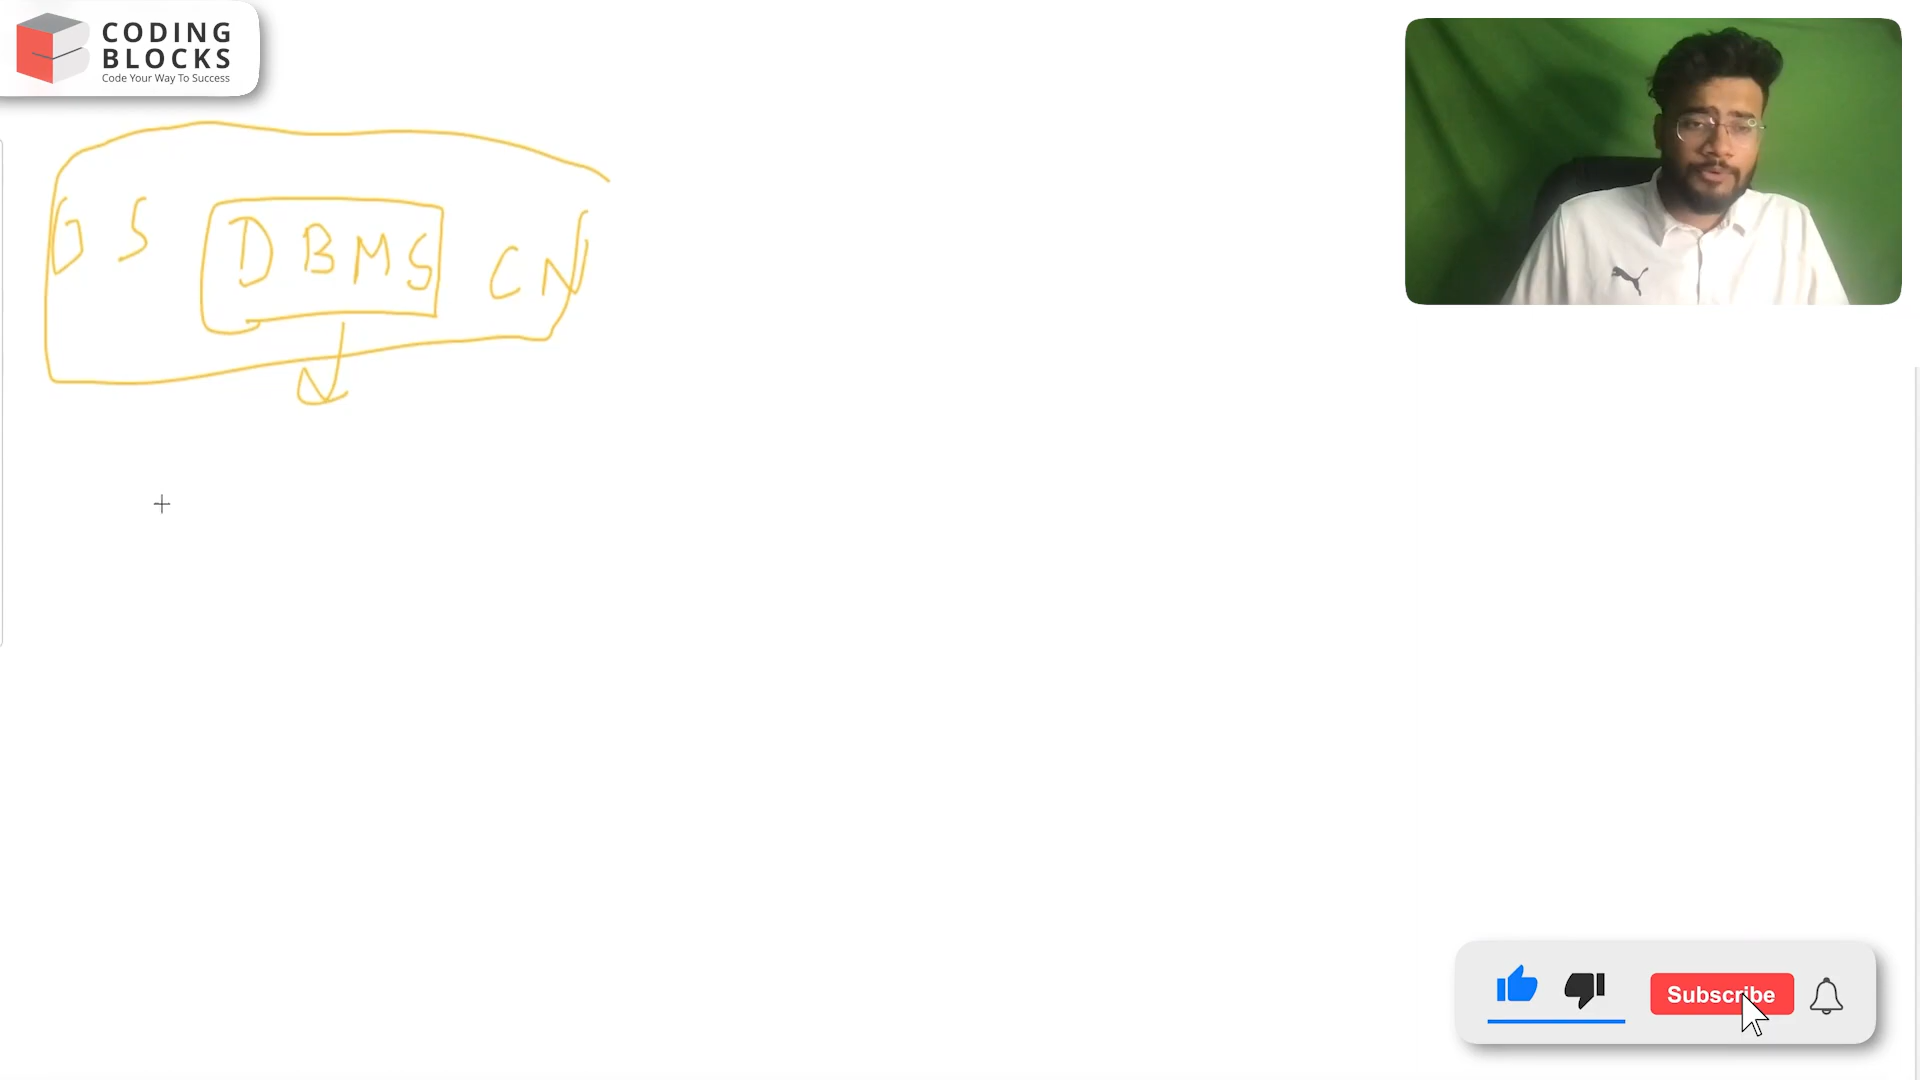 CODING
BLOCKS
Code Your Way To Success
OS DBMS CN
Subscribe